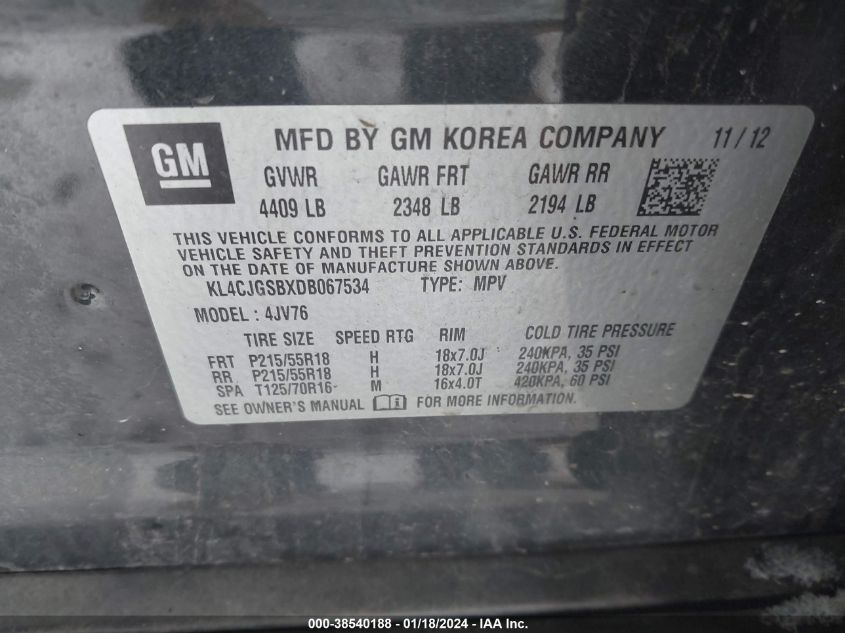 GM
MFD BY GM KOREA COMPANY 11/12
GVWR GAWR FRT GAWR RR
4409 LB 2348 LB 2194 LB
THIS VEHICLE CONFORMS TO ALL APPLICABLE U.S. FEDERAL MOTOR
VEHICLE SAFETY AND THEFT PREVENTION STANDARDS IN EFFECT
ON THE DATE OF MANUFACTURE SHOWN ABOVE.
KL4CJGSBXDB067534 TYPE: MPV
MODEL : 4JV76
TIRE SIZE SPEED RTG RIM COLD TIRE PRESSURE
FRT P215/55R18 H 18x7.0J 240KPA, 35 PSI
RR P215/55R18 H 18x7.0J 240KPA, 35 PSI
SPA T125/70R16 M 16x4.0T 420KPA, 60 PSI
SEE OWNER'S MANUAL i FOR MORE INFORMATION.
000-38540188 - 01/18/2024 - IAA Inc.